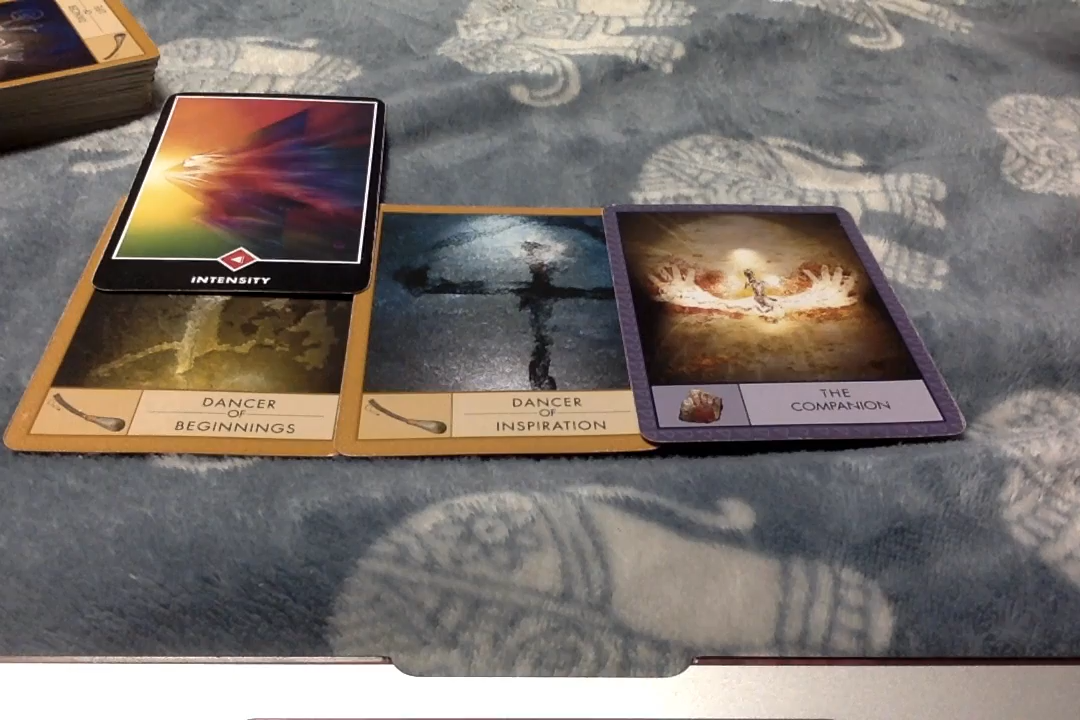 INTENSITY
DANCER
OF
BEGINNINGS
DANCER
OF
INSPIRATION
THE
COMPANION